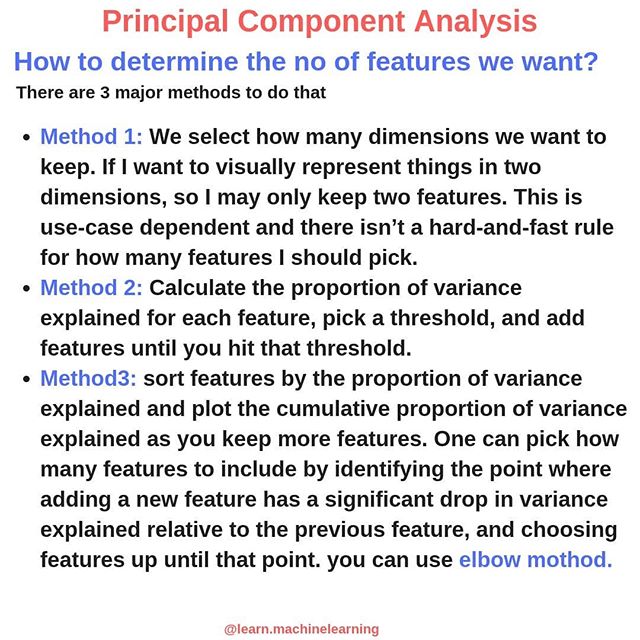 Principal Component Analysis
How to determine the no of features we want?
There are 3 major methods to do that
• Method 1: We select how many dimensions we want to
keep. If I want to visually represent things in two
dimensions, so I may only keep two features. This is
use-case dependent and there isn’t a hard-and-fast rule
for how many features I should pick.
• Method 2: Calculate the proportion of variance
explained for each feature, pick a threshold, and add
features until you hit that threshold.
• Method3: sort features by the proportion of variance
explained and plot the cumulative proportion of variance
explained as you keep more features. One can pick how
many features to include by identifying the point where
adding a new feature has a significant drop in variance
explained relative to the previous feature, and choosing
features up until that point. you can use elbow mothod.
@learn.machinelearning